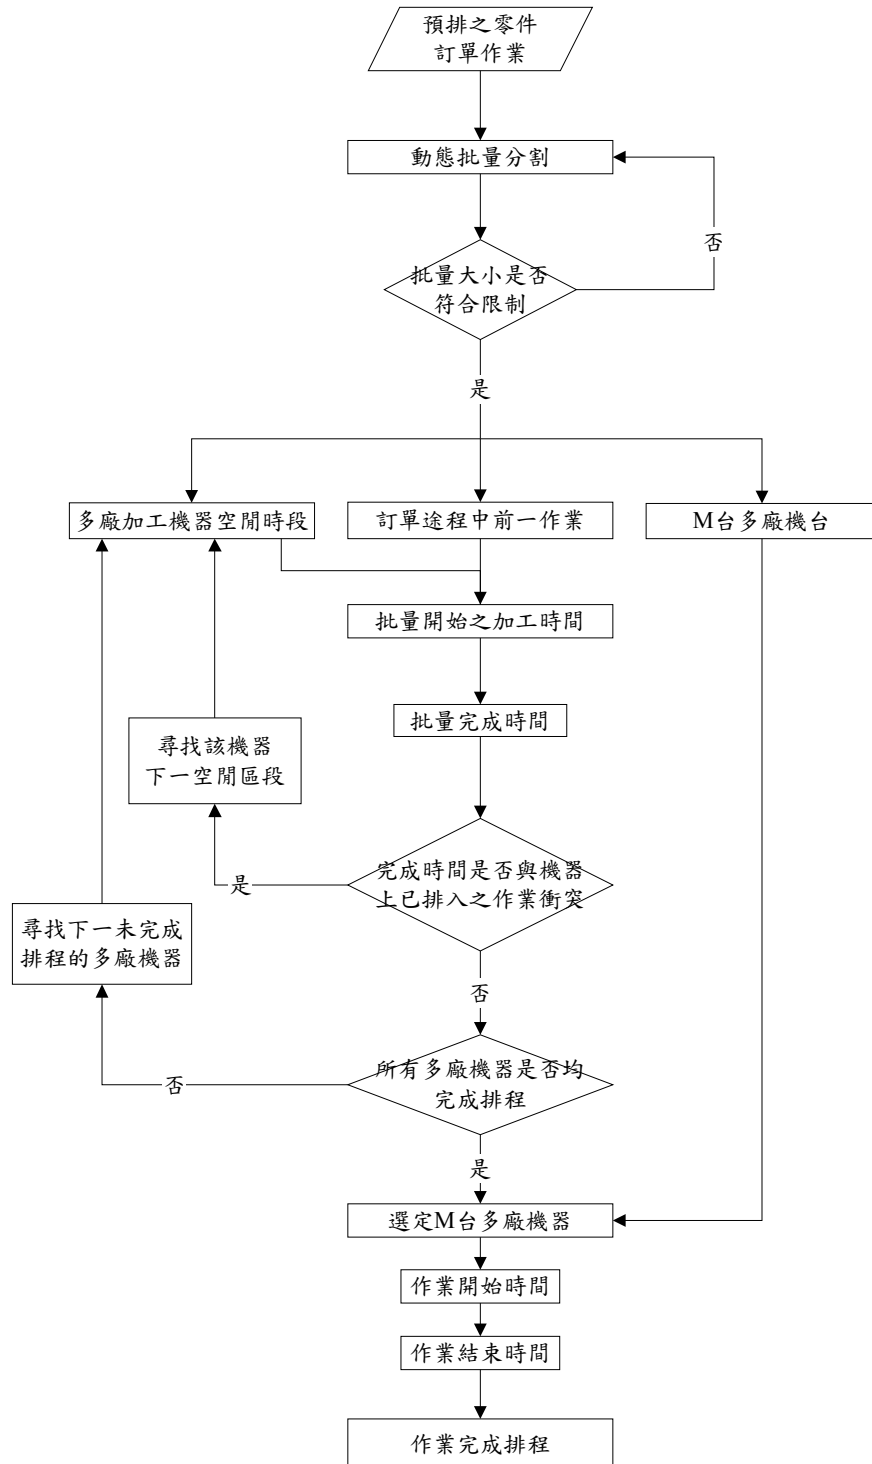 預排之零件
訂單作業
動態批量分割
否
批量大小是否
符合限制
是
多廠加工機器空閒時段
訂單途程中前一作業
M台多廠機台
批量開始之加工時間
批量完成時間
尋找該機器
下一空閒區段
完成時間是否與機器
上已排入之作業衝突
是
尋找下一未完成
排程的多廠機器
否
所有多廠機器是否均
完成排程
否
是
選定M台多廠機器
作業開始時間
作業結束時間
作業完成排程